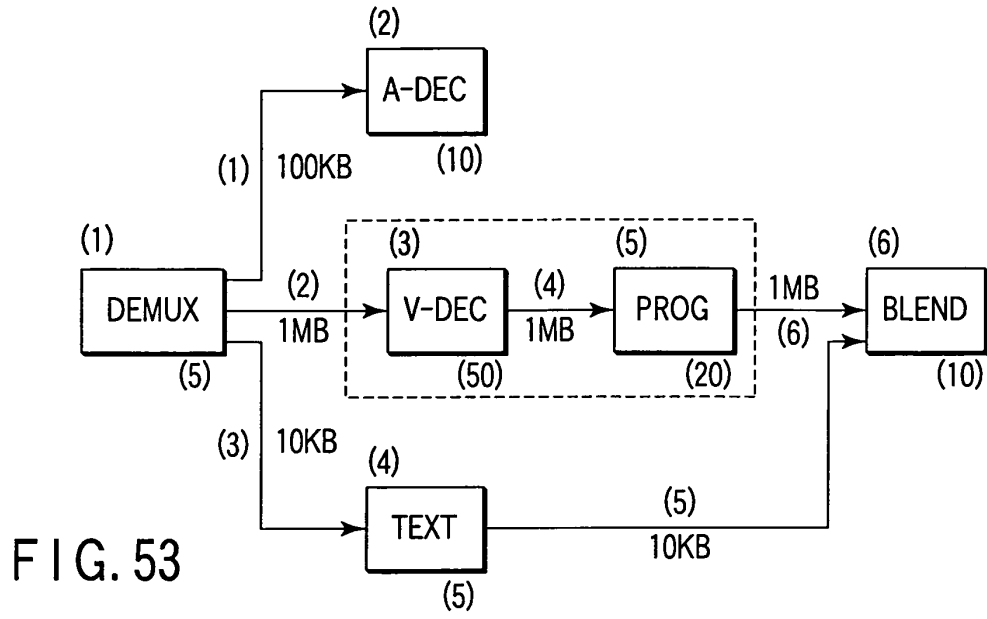 (2)
A-DEC
(10)
(1)
100KB
(1)
DEMUX
(5)
(2)
1MB
(3)
V-DEC
(50)
(4)
1MB
(5)
PROG
(20)
1MB
(6)
(6)
BLEND
(10)
(3)
10KB
(4)
TEXT
(5)
(5)
10KB
FIG. 53